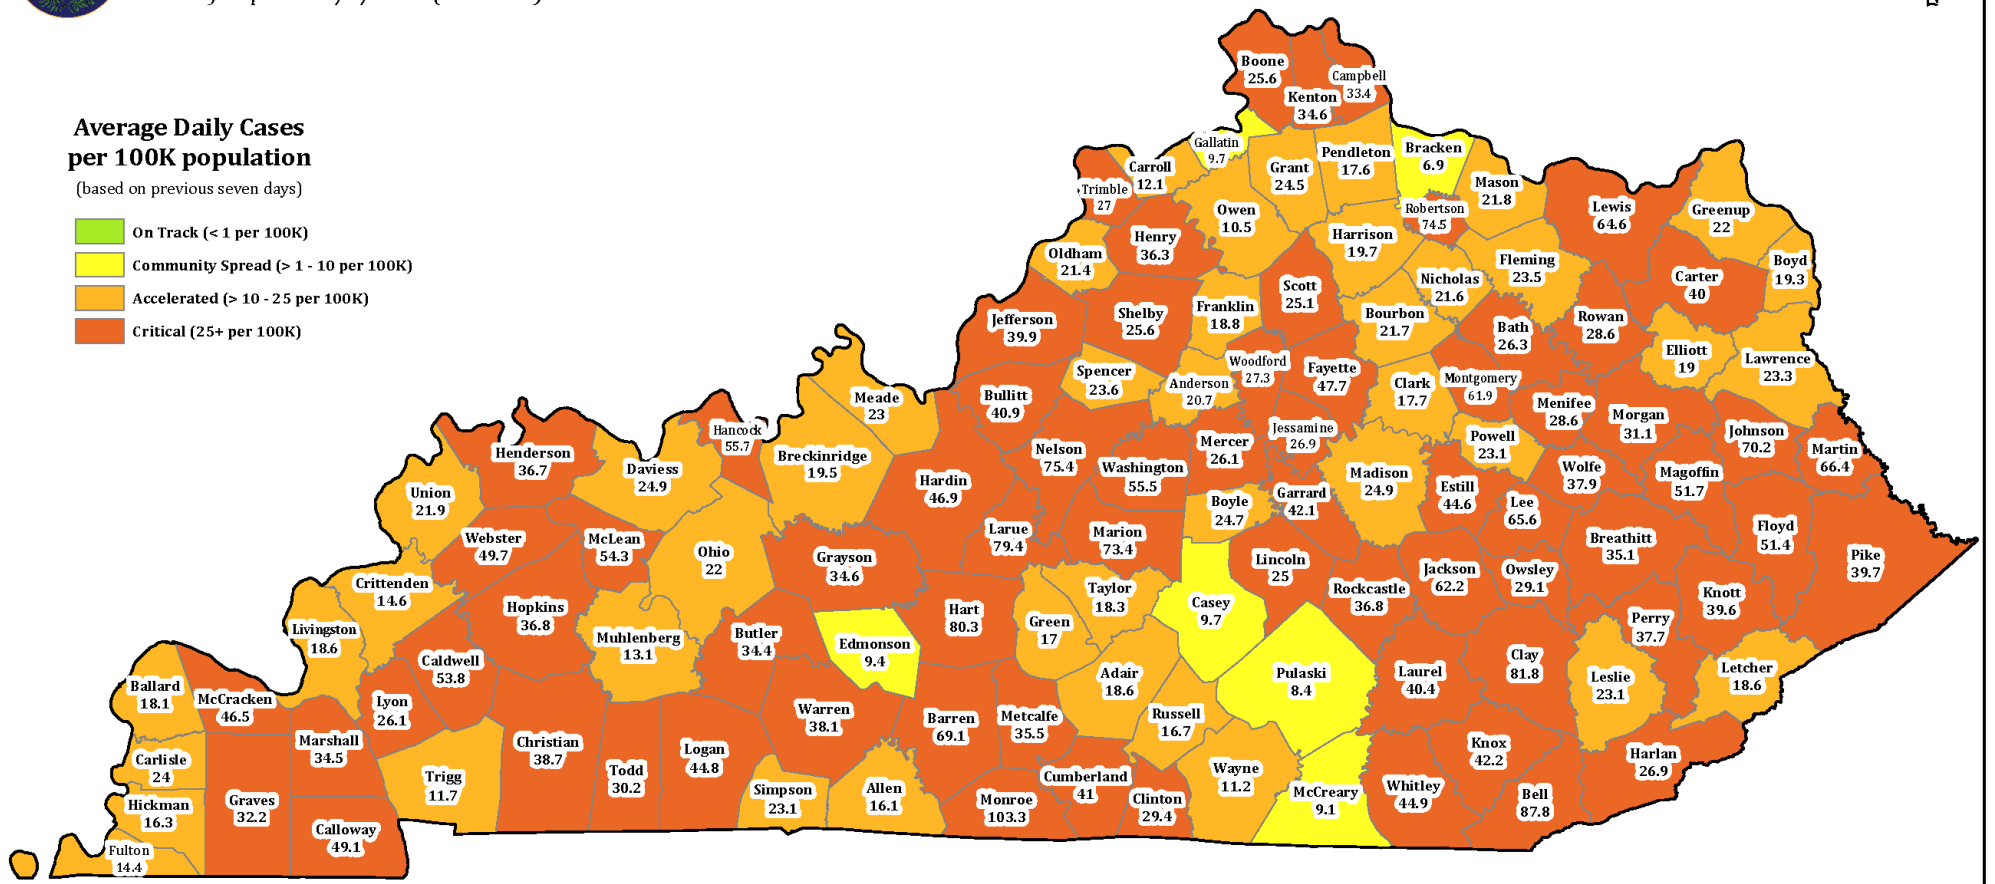 Average Daily Cases
per 100K population
(based on previous seven days)
On Track (< 1 per 100K)
Community Spread (> 1 - 10 per 100K)
Accelerated (> 10 - 25 per 100K)
Critical (25+ per 100K)
Boone
25.6
Campbell
33.4
Kenton
34.6
Gallatin
9.7
Carroll
12.1
Grant
24.5
Pendleton
17.6
Bracken
6.9
Mason
21.8
Trimble
27
Owen
10.5
Robertson
74.5
Lewis
64.6
Greenup
22
Henry
36.3
Harrison
19.7
Oldham
21.4
Fleming
23.5
Boyd
19.3
Nicholas
21.6
Carter
40
Scott
25.1
Jefferson
39.9
Shelby
25.6
Franklin
18.8
Bourbon
21.7
Bath
26.3
Rowan
28.6
Elliott
19
Lawrence
23.3
Spencer
23.6
Anderson
20.7
Woodford
27.3
Fayette
47.7
Clark
17.7
Montgomery
61.9
Menifee
28.6
Morgan
31.1
Johnson
70.2
Martin
66.4
Meade
23
Bullitt
40.9
Hancock
55.7
Breckinridge
19.5
Henderson
36.7
Daviess
24.9
Union
21.9
Hardin
46.9
Nelson
75.4
Washington
55.5
Mercer
26.1
Jessamine
26.9
Madison
24.9
Powell
23.1
Estill
44.6
Wolfe
37.9
Magoffin
51.7
Boyle
24.7
Garrard
42.1
Lee
65.6
Floyd
51.4
Pike
39.7
Webster
49.7
McLean
54.3
Ohio
22
Grayson
34.6
Larue
79.4
Marion
73.4
Lincoln
25
Rockcastle
36.8
Jackson
62.2
Owsley
29.1
Breathitt
35.1
Knott
39.6
Perry
37.7
Crittenden
14.6
Hopkins
36.8
Livingston
18.6
Muhlenberg
13.1
Butler
34.4
Edmonson
9.4
Hart
80.3
Green
17
Taylor
18.3
Casey
9.7
Pulaski
8.4
Laurel
40.4
Clay
81.8
Leslie
23.1
Letcher
18.6
Ballard
18.1
McCracken
46.5
Caldwell
53.8
Lyon
26.1
Adair
18.6
Russell
16.7
Warren
38.1
Barren
69.1
Metcalfe
35.5
Carlisle
24
Marshall
34.5
Christian
38.7
Trigg
11.7
Todd
30.2
Logan
44.8
Simpson
23.1
Allen
16.1
Monroe
103.3
Cumberland
41
Clinton
29.4
Wayne
11.2
McCreary
9.1
Whitley
44.9
Knox
42.2
Bell
87.8
Harlan
26.9
Hickman
16.3
Graves
32.2
Calloway
49.1
Fulton
14.4